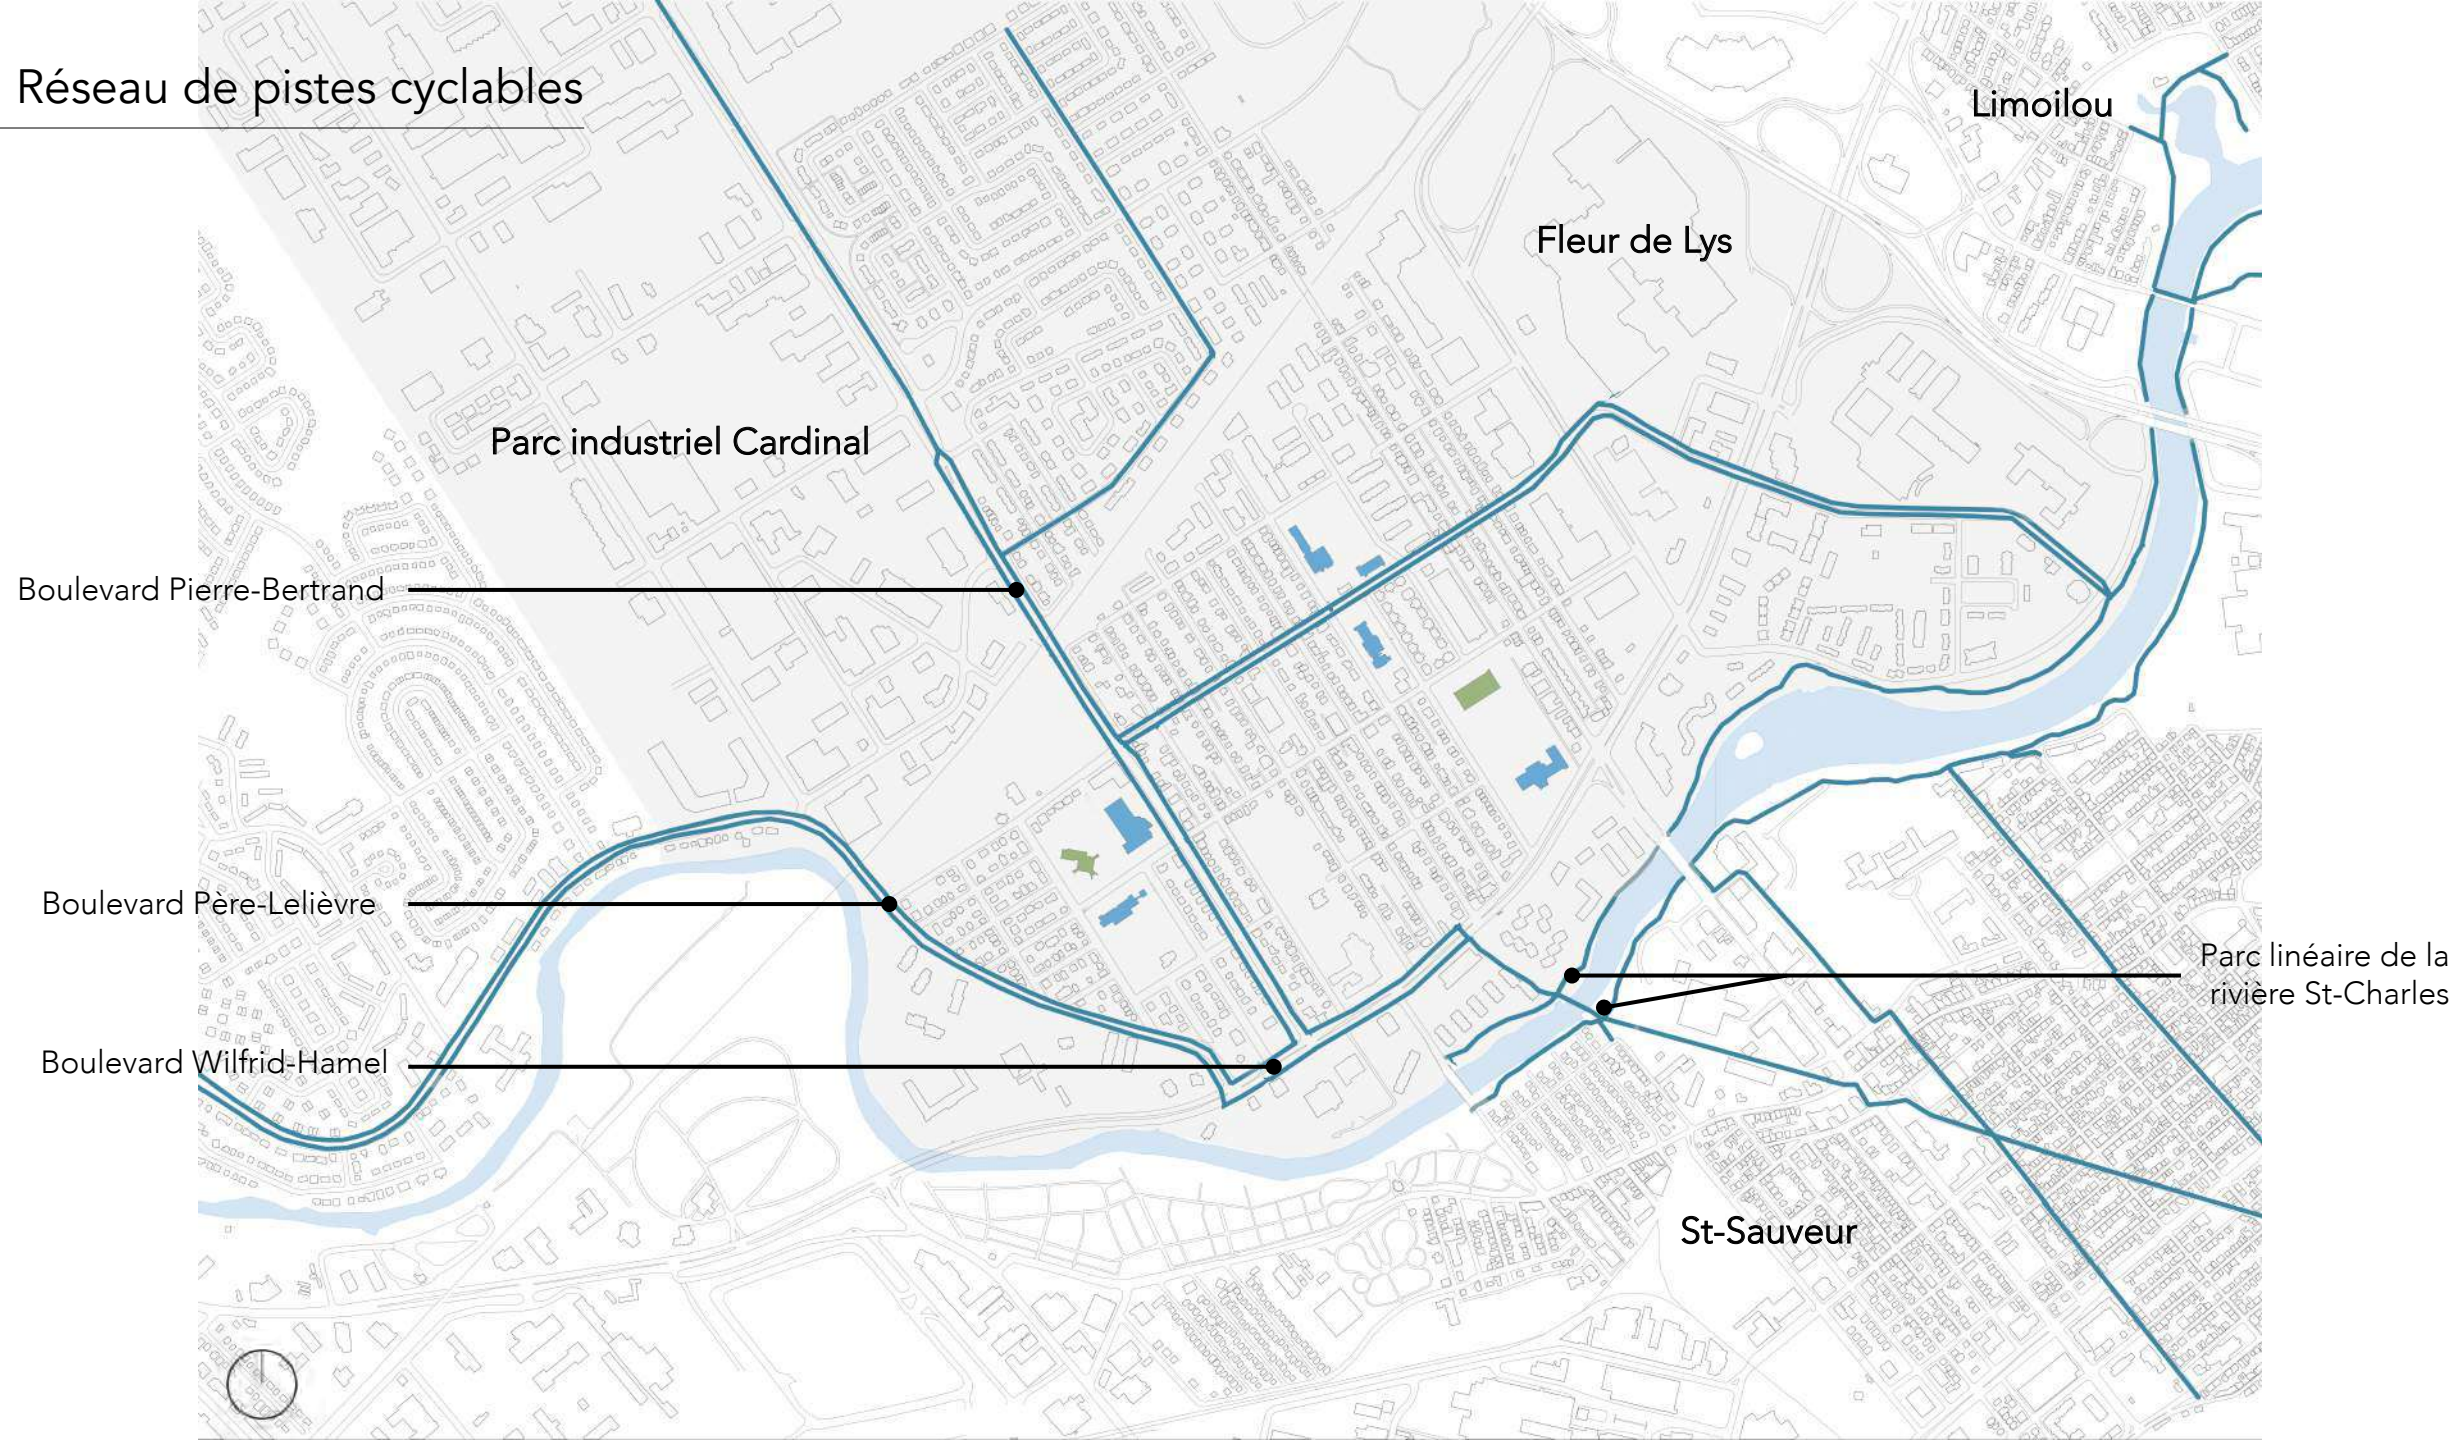 Réseau de pistes cyclables
Limoilou
Fleur de Lys
Parc industriel Cardinal
Boulevard Pierre-Bertrand
Boulevard Père-Lelièvre
Parc linéaire de la
rivière St-Charles
Boulevard Wilfrid-Hamel
St-Sauveur